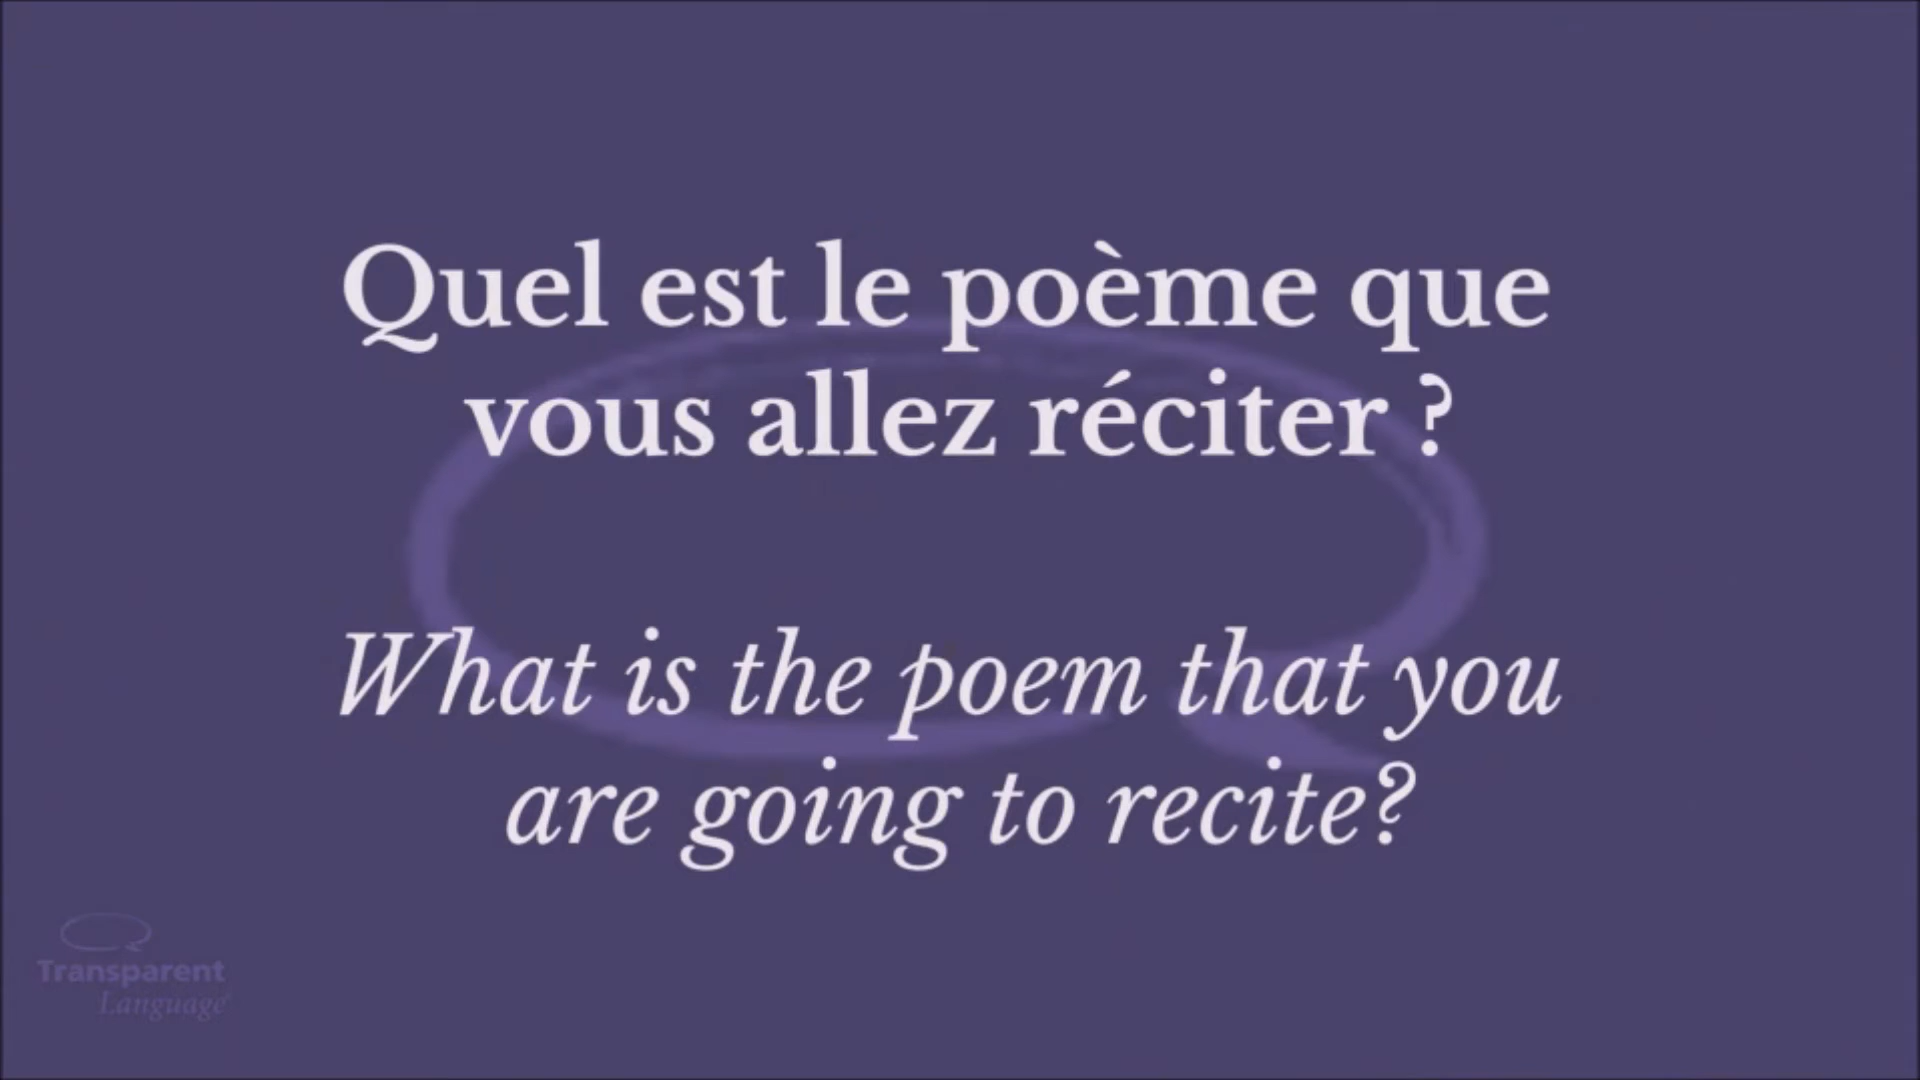 Quel est le poème que
vous allez réciter ?
What is the poem that you
are going to recite?
Transparent
Language